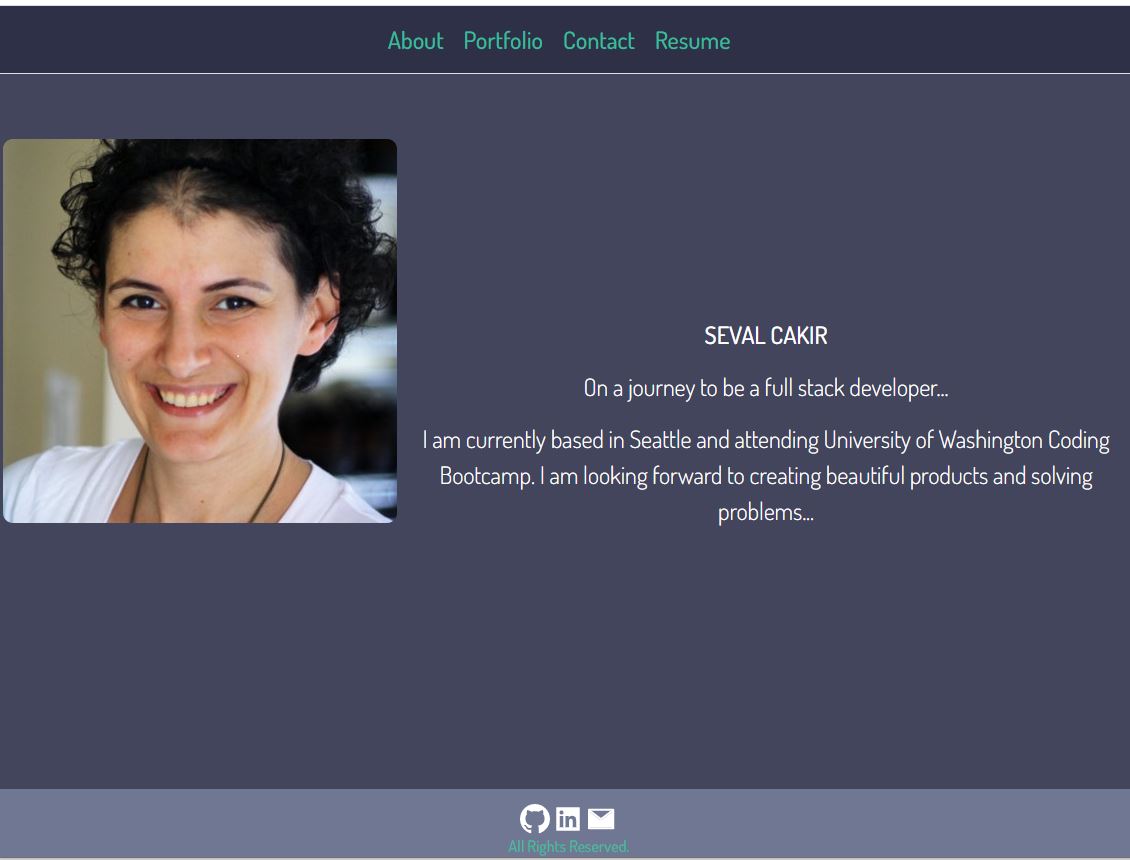 About Portfolio Contact Resume
SEVAL CAKIR
On a journey to be a full stack developer...
I am currently based in Seattle and attending University of Washington Coding
Bootcamp. I am looking forward to creating beautiful products and solving
problems...
in
All Rights Reserved.